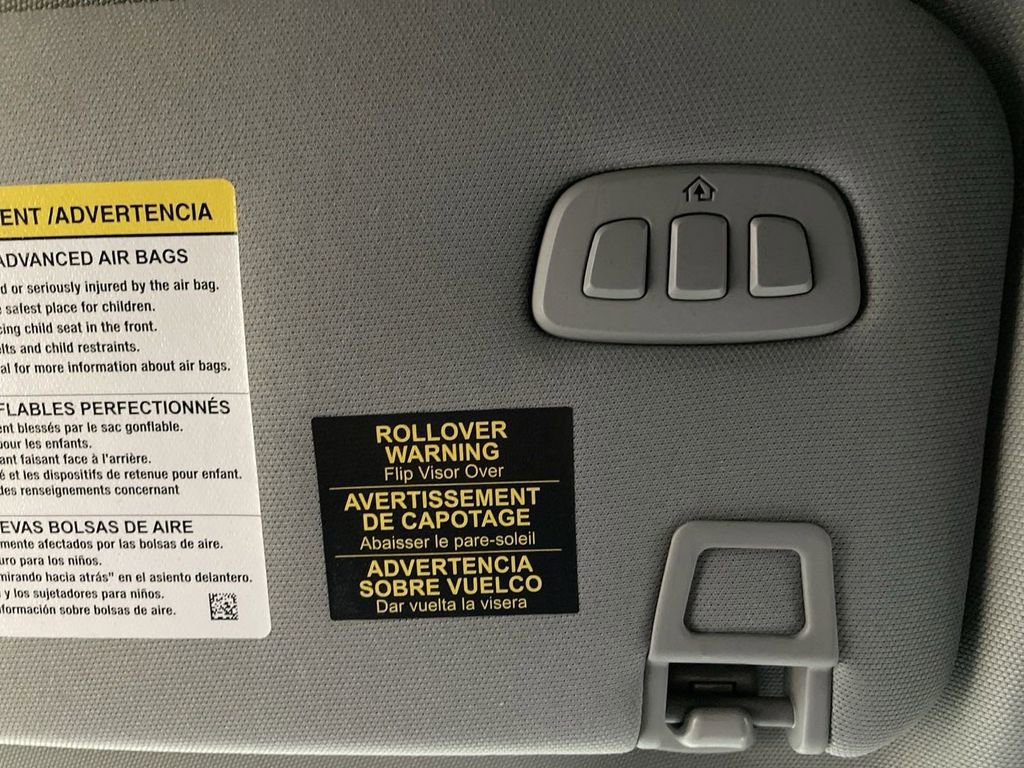 ENT /ADVERTENCIA
ADVANCED AIR BAGS
d or seriously injured by the air bag.
safest place for children.
cing child seat in the front.
elts and child restraints.
al for more information about air bags.
FLABLES PERFECTIONNÉS
ent blessés par le sac gonflable.
pour les enfants.
ant faisant face à l'arrière.
é et les dispositifs de retenue pour enfant.
des renseignements concernant
EVAS BOLSAS DE AIRE
mente afectados por las bolsas de aire.
uro para los niños.
mirando hacia atrás" en el asiento delantero.
y los sujetadores para niños.
nformación sobre bolsas de aire.
ROLLOVER
WARNING
Flip Visor Over
AVERTISSEMENT
DE CAPOTAGE
Abaisser le pare-soleil
ADVERTENCIA
SOBRE VUELCO
Dar vuelta la visera